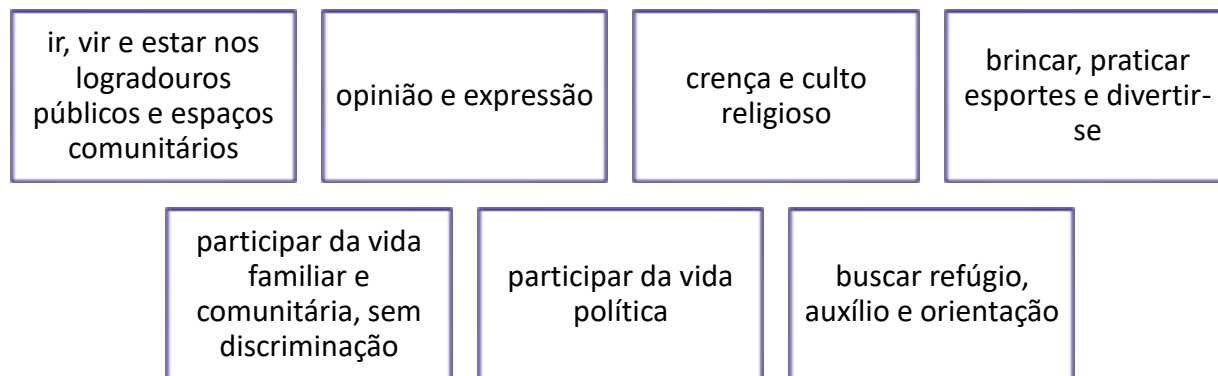 ir, vir e estar nos
logradouros
públicos e espaços
comunitários
opinião e expressão
crença e culto
religioso
brincar, praticar
esportes e divertir-
se
participar da vida
familiar e
comunitária, sem
discriminação
participar da vida
política
buscar refúgio,
auxílio e orientação